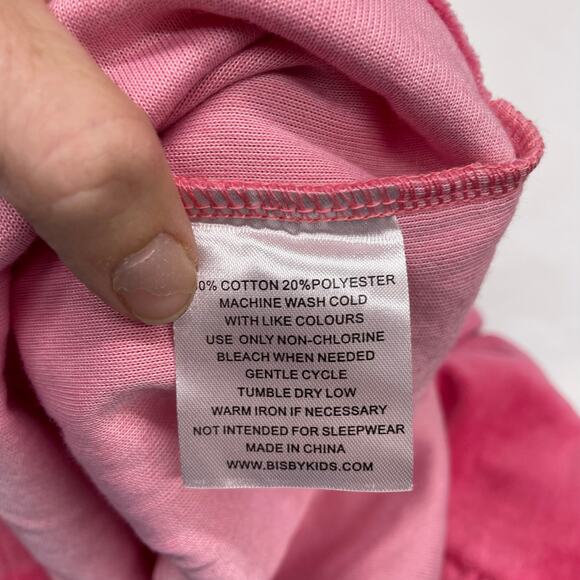 0% COTTON 20%POLYESTER
MACHINE WASH COLD
WITH LIKE COLOURS
USE ONLY NON-CHLORINE
BLEACH WHEN NEEDED
GENTLE CYCLE
TUMBLE DRY LOW
WARM IRON IF NECESSARY
NOT INTENDED FOR SLEEPWEAR
MADE IN CHINA
WWW.BISBYKIDS.COM